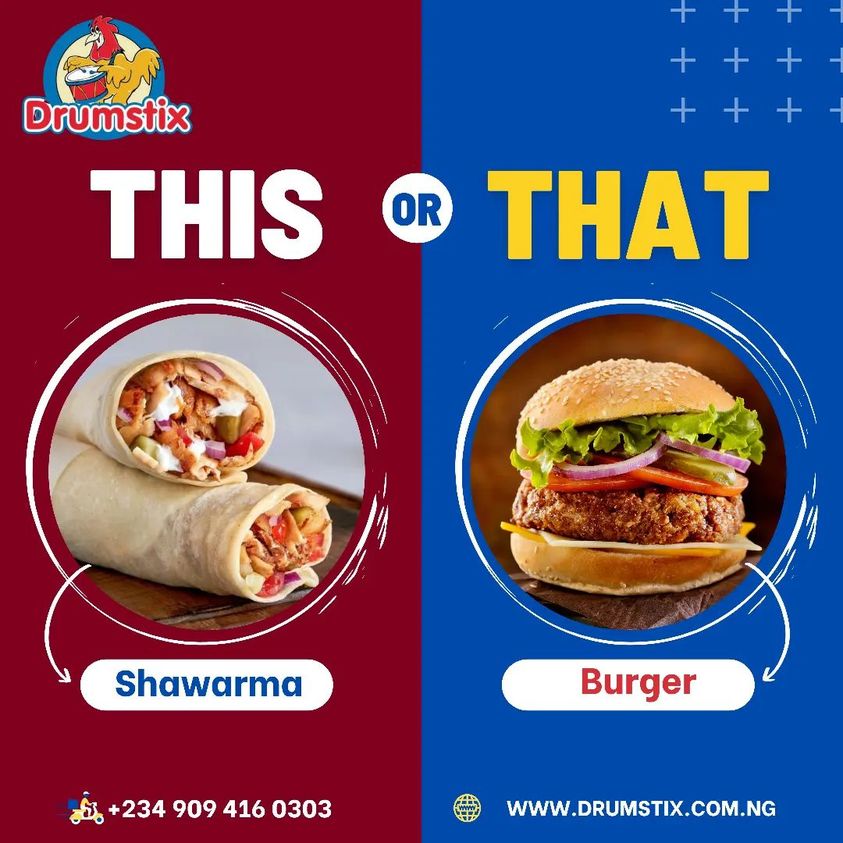 Drumstix
THIS OR THAT
Shawarma
Burger
+234 909 416 0303
WWW.DRUMSTIX.COM.NG